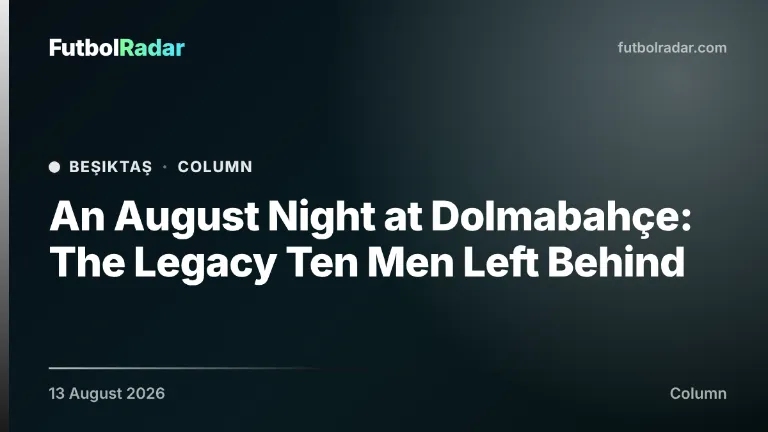 FutbolRadar
futbolradar.com
BEŞIKTAŞ · COLUMN
An August Night at Dolmabahçe:
The Legacy Ten Men Left Behind
13 August 2026
Column